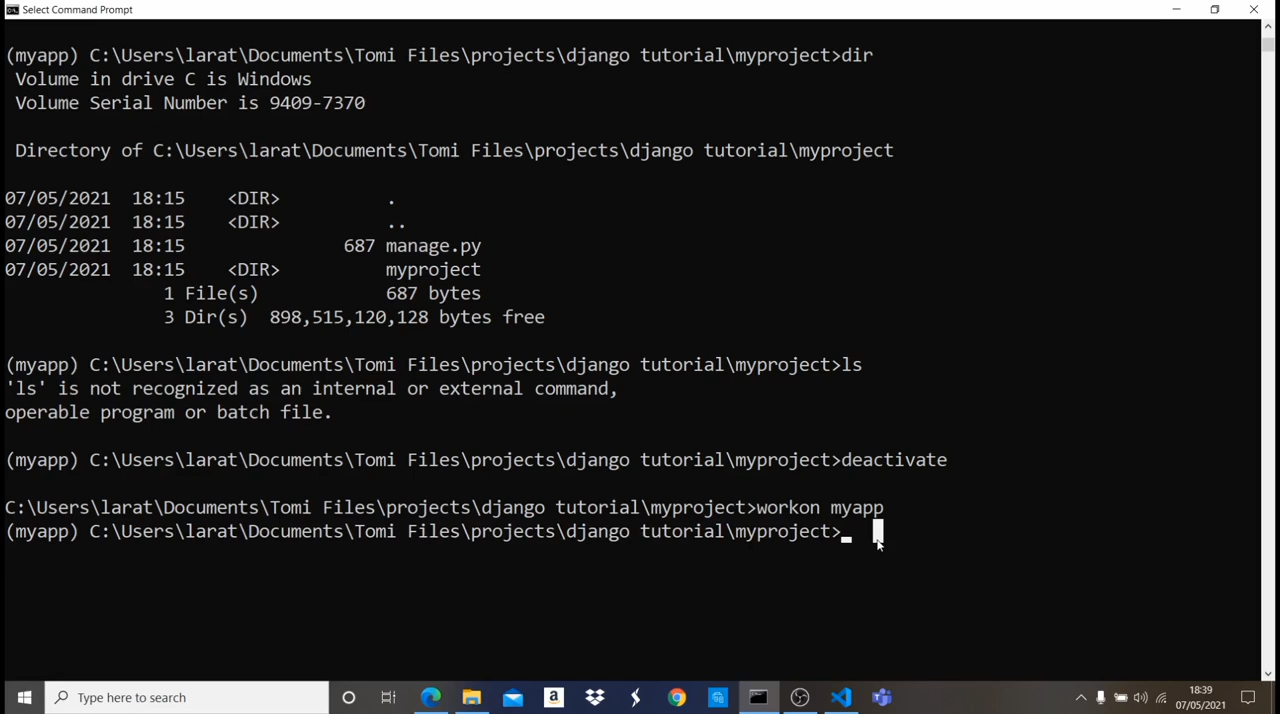 Select Command Prompt
(myapp) C:\Users\larat\Documents\Tomi Files\projects\django tutorial\myproject>dir
Volume in drive C is Windows
Volume Serial Number is 9409-7370
Directory of C:\Users\larat\Documents\Tomi Files\projects\django tutorial\myproject
07/05/2021  18:15    <DIR>          .
07/05/2021  18:15    <DIR>          ..
07/05/2021  18:15               687 manage.py
07/05/2021  18:15    <DIR>          myproject
1 File(s)            687 bytes
3 Dir(s)  898,515,120,128 bytes free
(myapp) C:\Users\larat\Documents\Tomi Files\projects\django tutorial\myproject>ls
'ls' is not recognized as an internal or external command,
operable program or batch file.
(myapp) C:\Users\larat\Documents\Tomi Files\projects\django tutorial\myproject>deactivate
C:\Users\larat\Documents\Tomi Files\projects\django tutorial\myproject>workon myapp
(myapp) C:\Users\larat\Documents\Tomi Files\projects\django tutorial\myproject>
Type here to search
18:39
07/05/2021